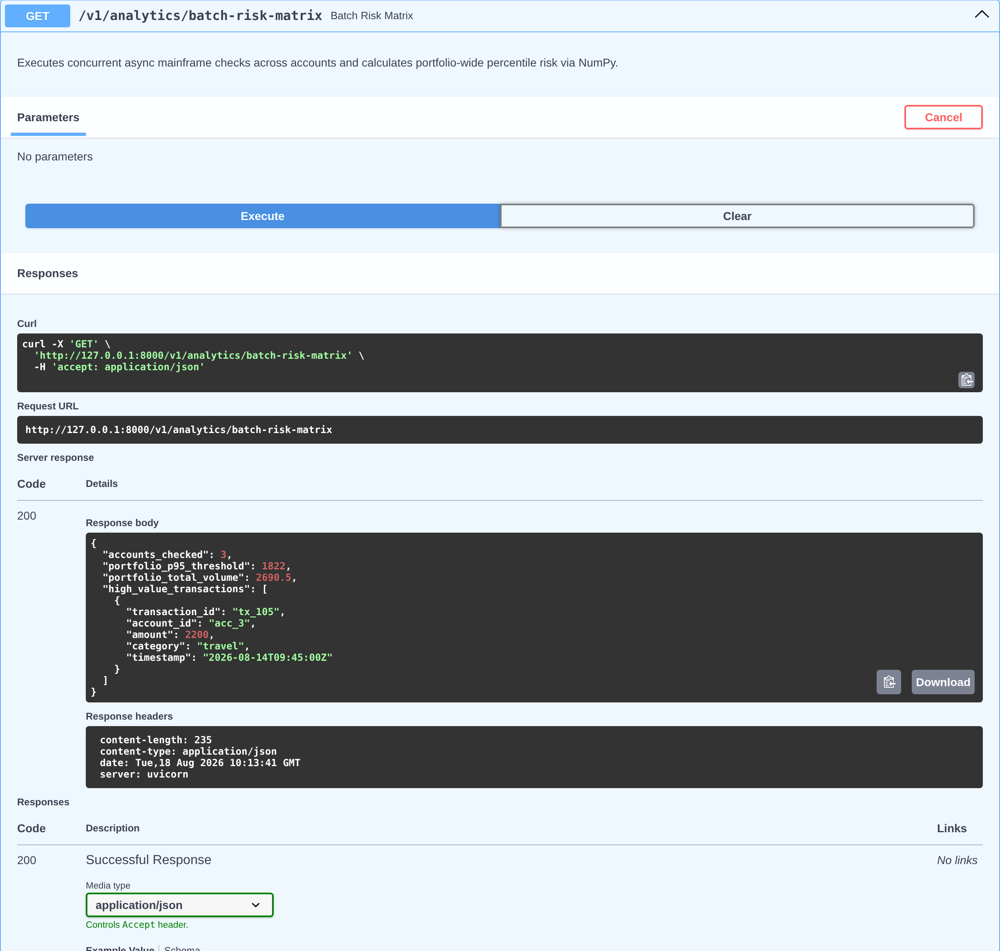 GET /v1/analytics/batch-risk-matrix Batch Risk Matrix
Executes concurrent async mainframe checks across accounts and calculates portfolio-wide percentile risk via NumPy.
Parameters
Cancel
No parameters
Execute
Clear
Responses
Curl
curl -X 'GET' \
  'http://127.0.0.1:8000/v1/analytics/batch-risk-matrix' \
  -H 'accept: application/json'
Request URL
http://127.0.0.1:8000/v1/analytics/batch-risk-matrix
Server response
Code Details
200
Response body
{
  "accounts_checked": 3,
  "portfolio_p95_threshold": 1822,
  "portfolio_total_volume": 2690.5,
  "high_value_transactions": [
    {
      "transaction_id": "tx_105",
      "account_id": "acc_3",
      "amount": 2200,
      "category": "travel",
      "timestamp": "2026-08-14T09:45:00Z"
    }
  ]
}
Download
Response headers
content-length: 235
content-type: application/json
date: Tue,18 Aug 2026 10:13:41 GMT
server: uvicorn
Responses
Code Description Links
200 Successful Response No links
Media type
application/json
Controls Accept header.
Example Value Schema